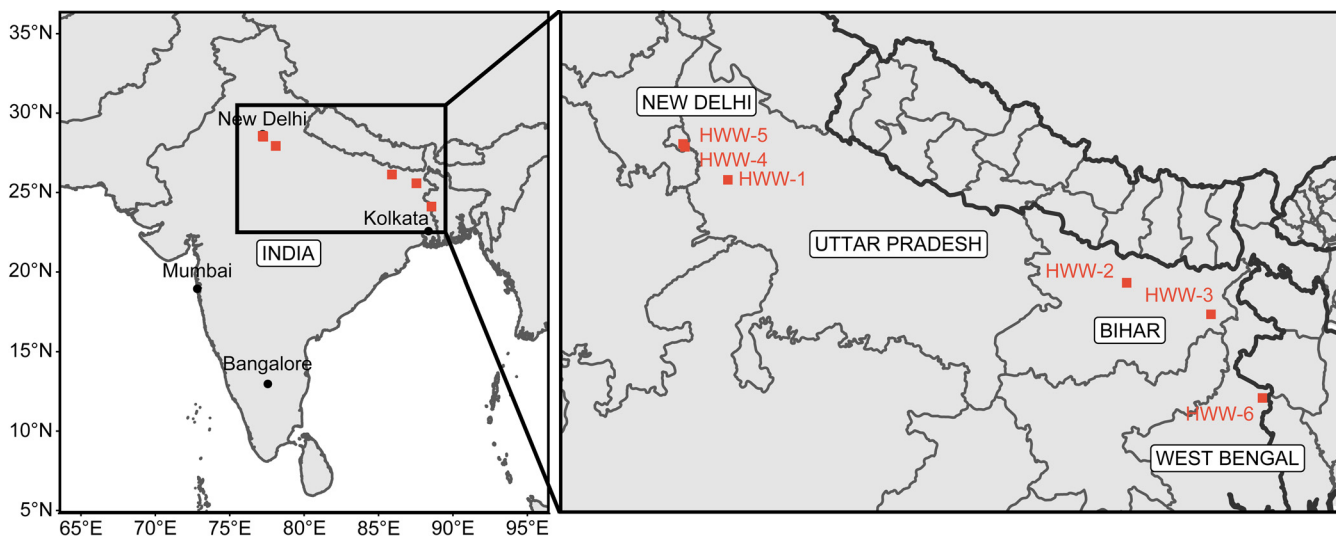 35°N
30°N
25°N
20°N
15°N
10°N
5°N
65°E
70°E
75°E
80°E
85°E
90°E
95°E
New Delhi
Kolkata
INDIA
Mumbai
Bangalore
NEW DELHI
HWW-5
HWW-4
HWW-1
UTTAR PRADESH
HWW-2
HWW-3
BIHAR
HWW-6
WEST BENGAL